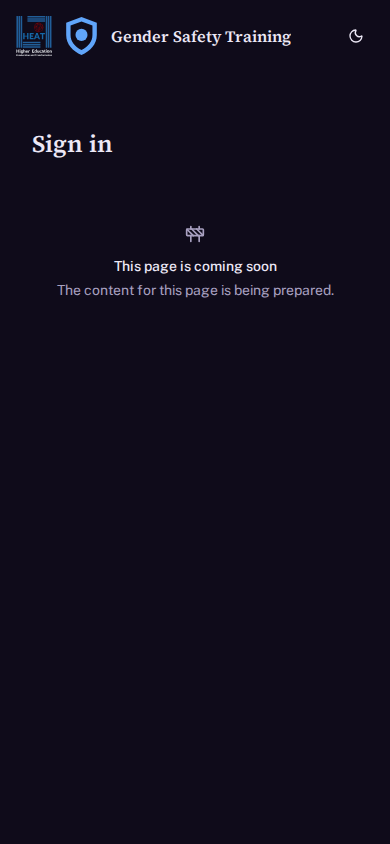 HEAT
Higher Education
Gender Safety Training
Sign in
This page is coming soon
The content for this page is being prepared.